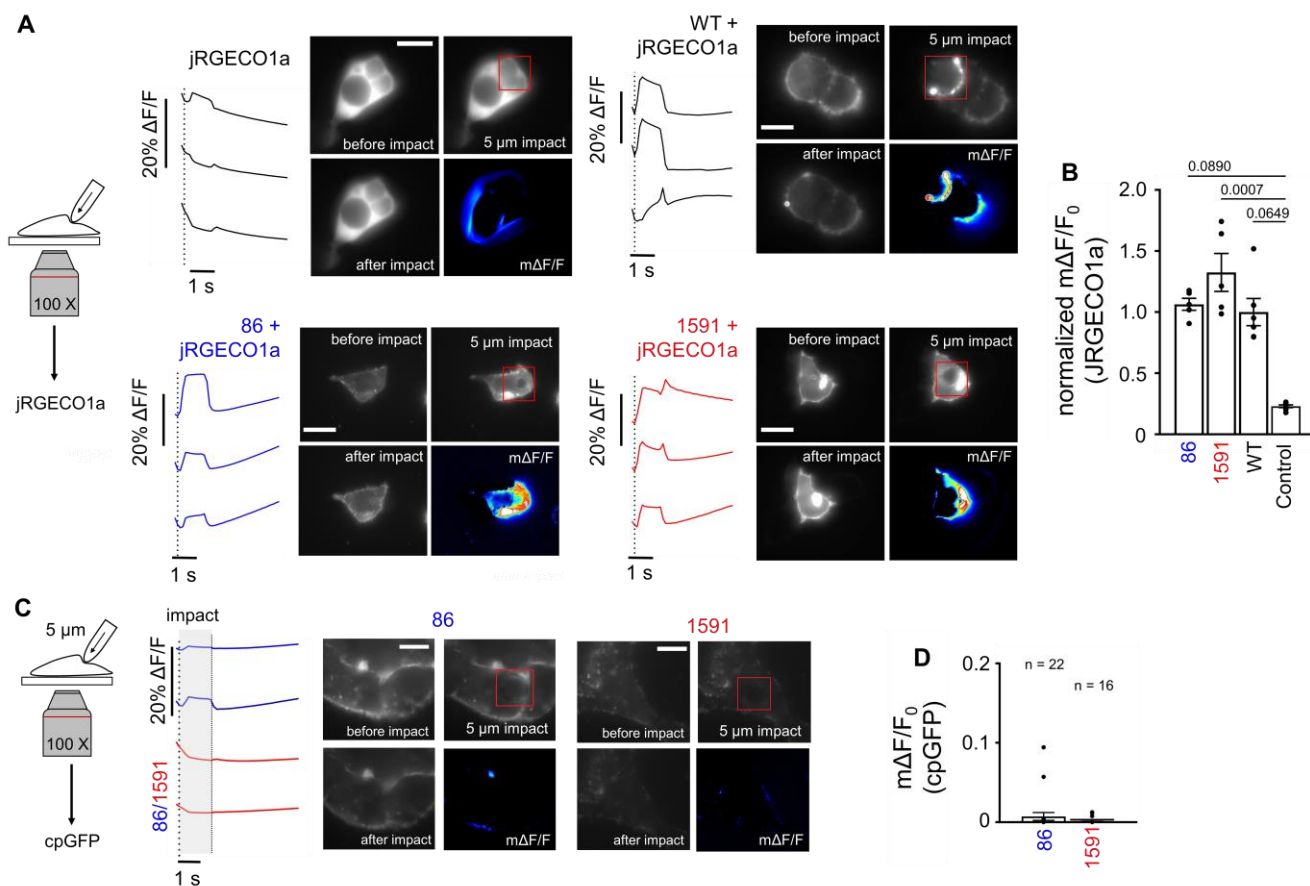 A
jRGECO1a
20% ΔF/F
1 s
before impact
5 µm impact
after impact
mΔF/F
WT +
jRGECO1a
20% ΔF/F
1 s
before impact
5 µm impact
after impact
mΔF/F
100 X
jRGECO1a
86 +
jRGECO1a
20% ΔF/F
1 s
before impact
5 µm impact
after impact
mΔF/F
1591 +
jRGECO1a
20% ΔF/F
1 s
before impact
5 µm impact
after impact
mΔF/F
B
0.0890
0.0007
0.0649
2.0
1.5
1.0
0.5
0
normalized mΔF/F0
(JRGECO1a)
86
1591
WT
Control
C
5 µm
100 X
cpGFP
impact
20% ΔF/F
86/1591
1 s
86
before impact
5 µm impact
after impact
mΔF/F
1591
before impact
5 µm impact
after impact
mΔF/F
D
n = 22
n = 16
0.2
0.1
0
mΔF/F0
(cpGFP)
86
1591